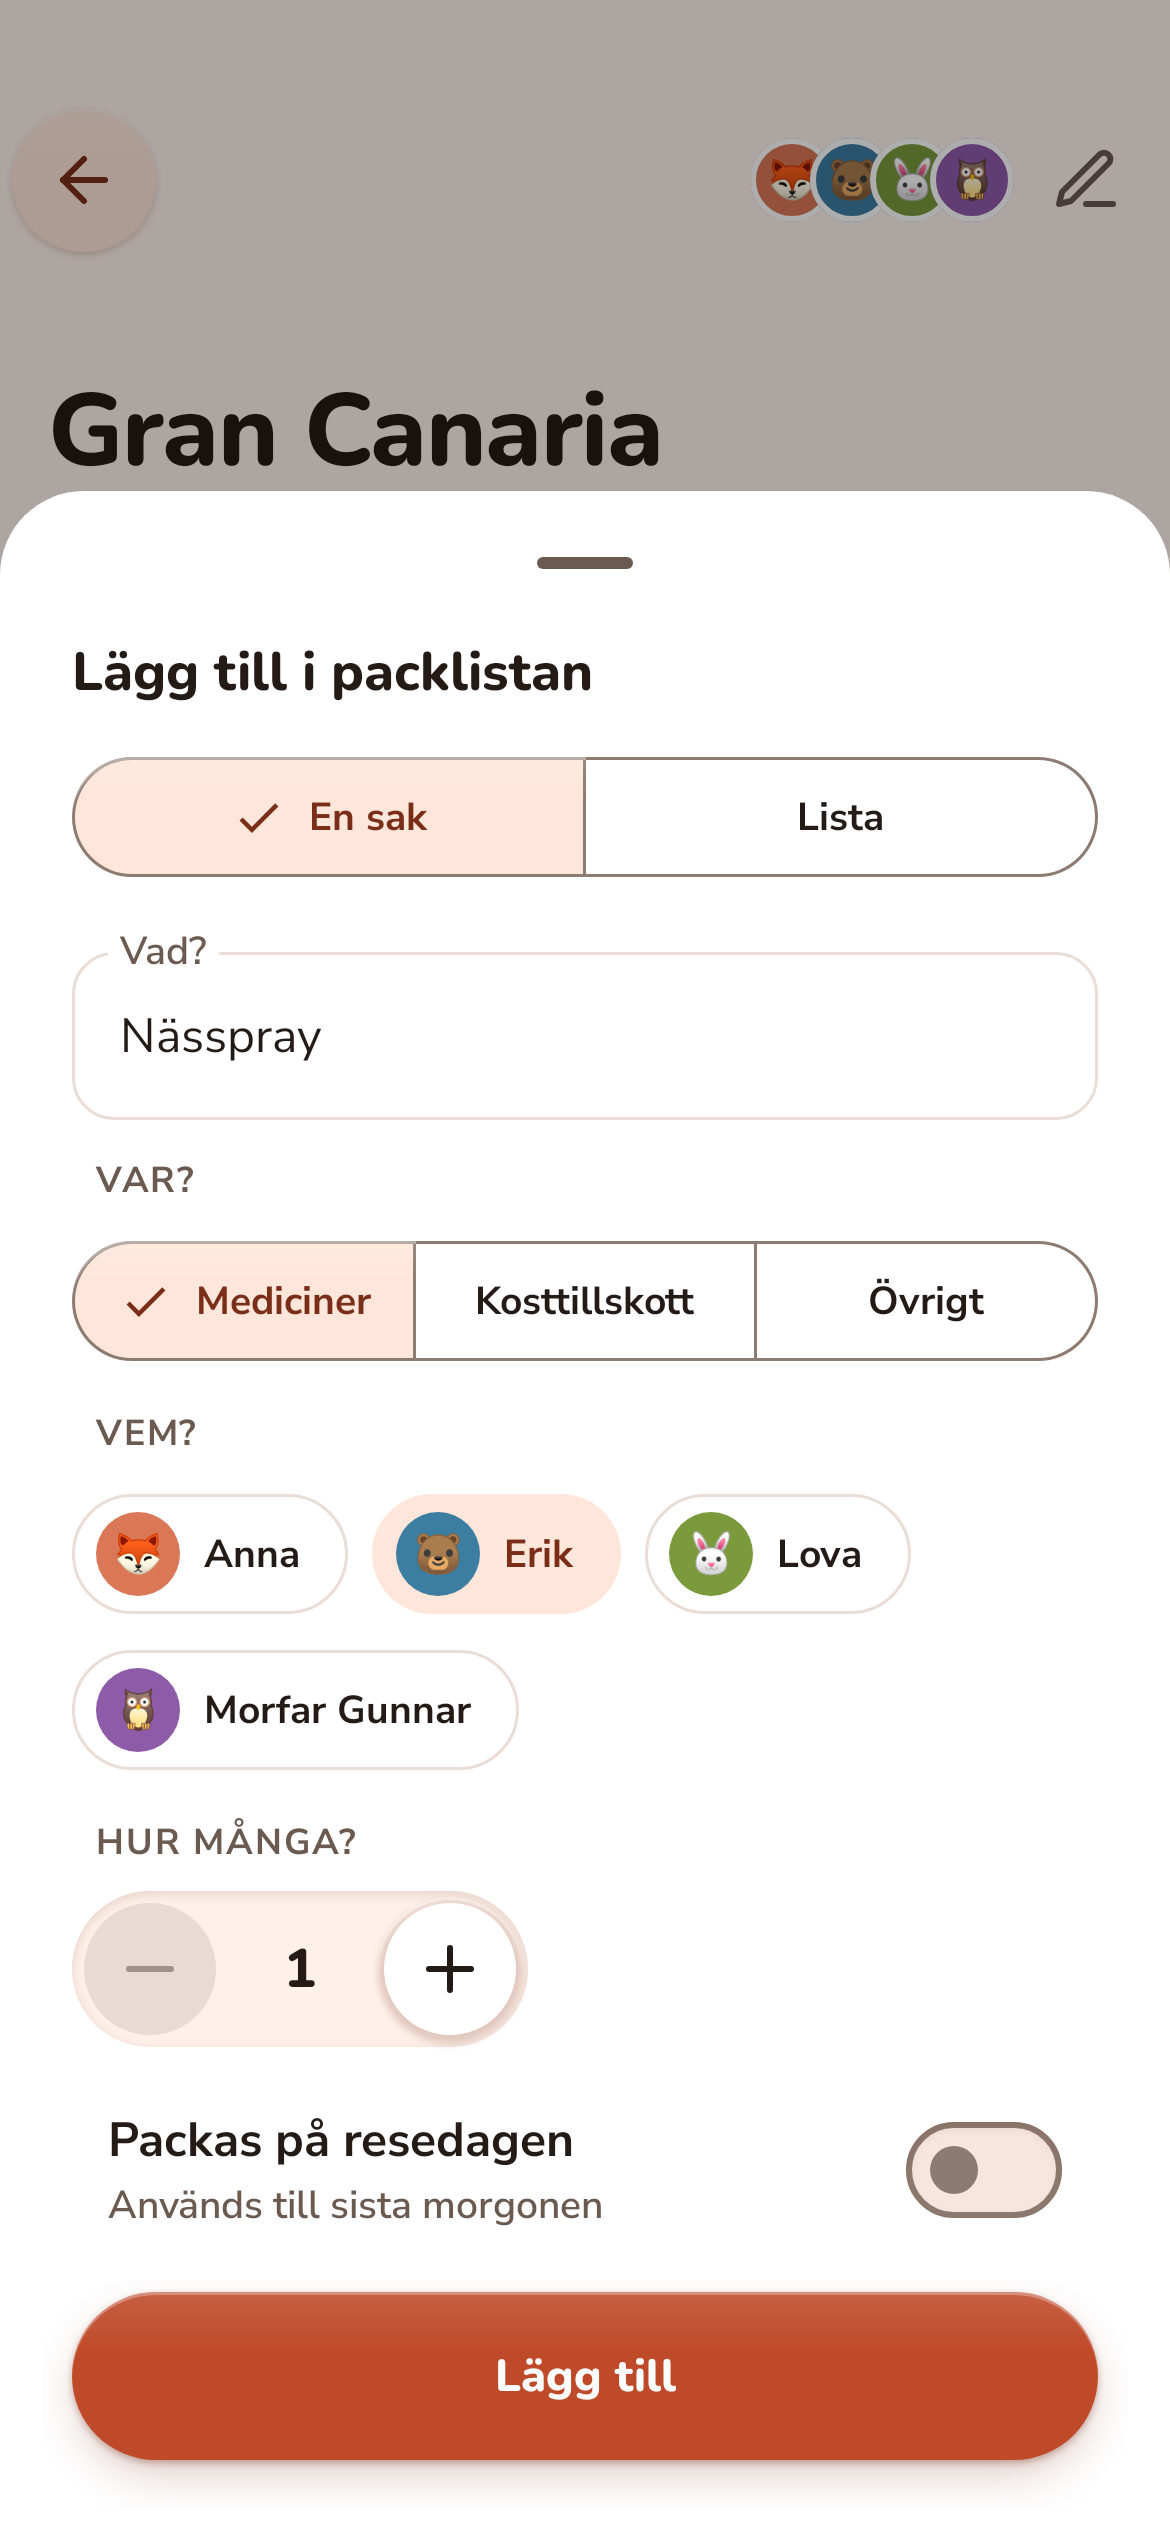 Gran Canaria
Lägg till i packlistan
En sak
Lista
Vad?
Nässpray
VAR?
Mediciner
Kosttillskott
Övrigt
VEM?
Anna
Erik
Lova
Morfar Gunnar
HUR MÅNGA?
1
Packas på resedagen
Används till sista morgonen
Lägg till